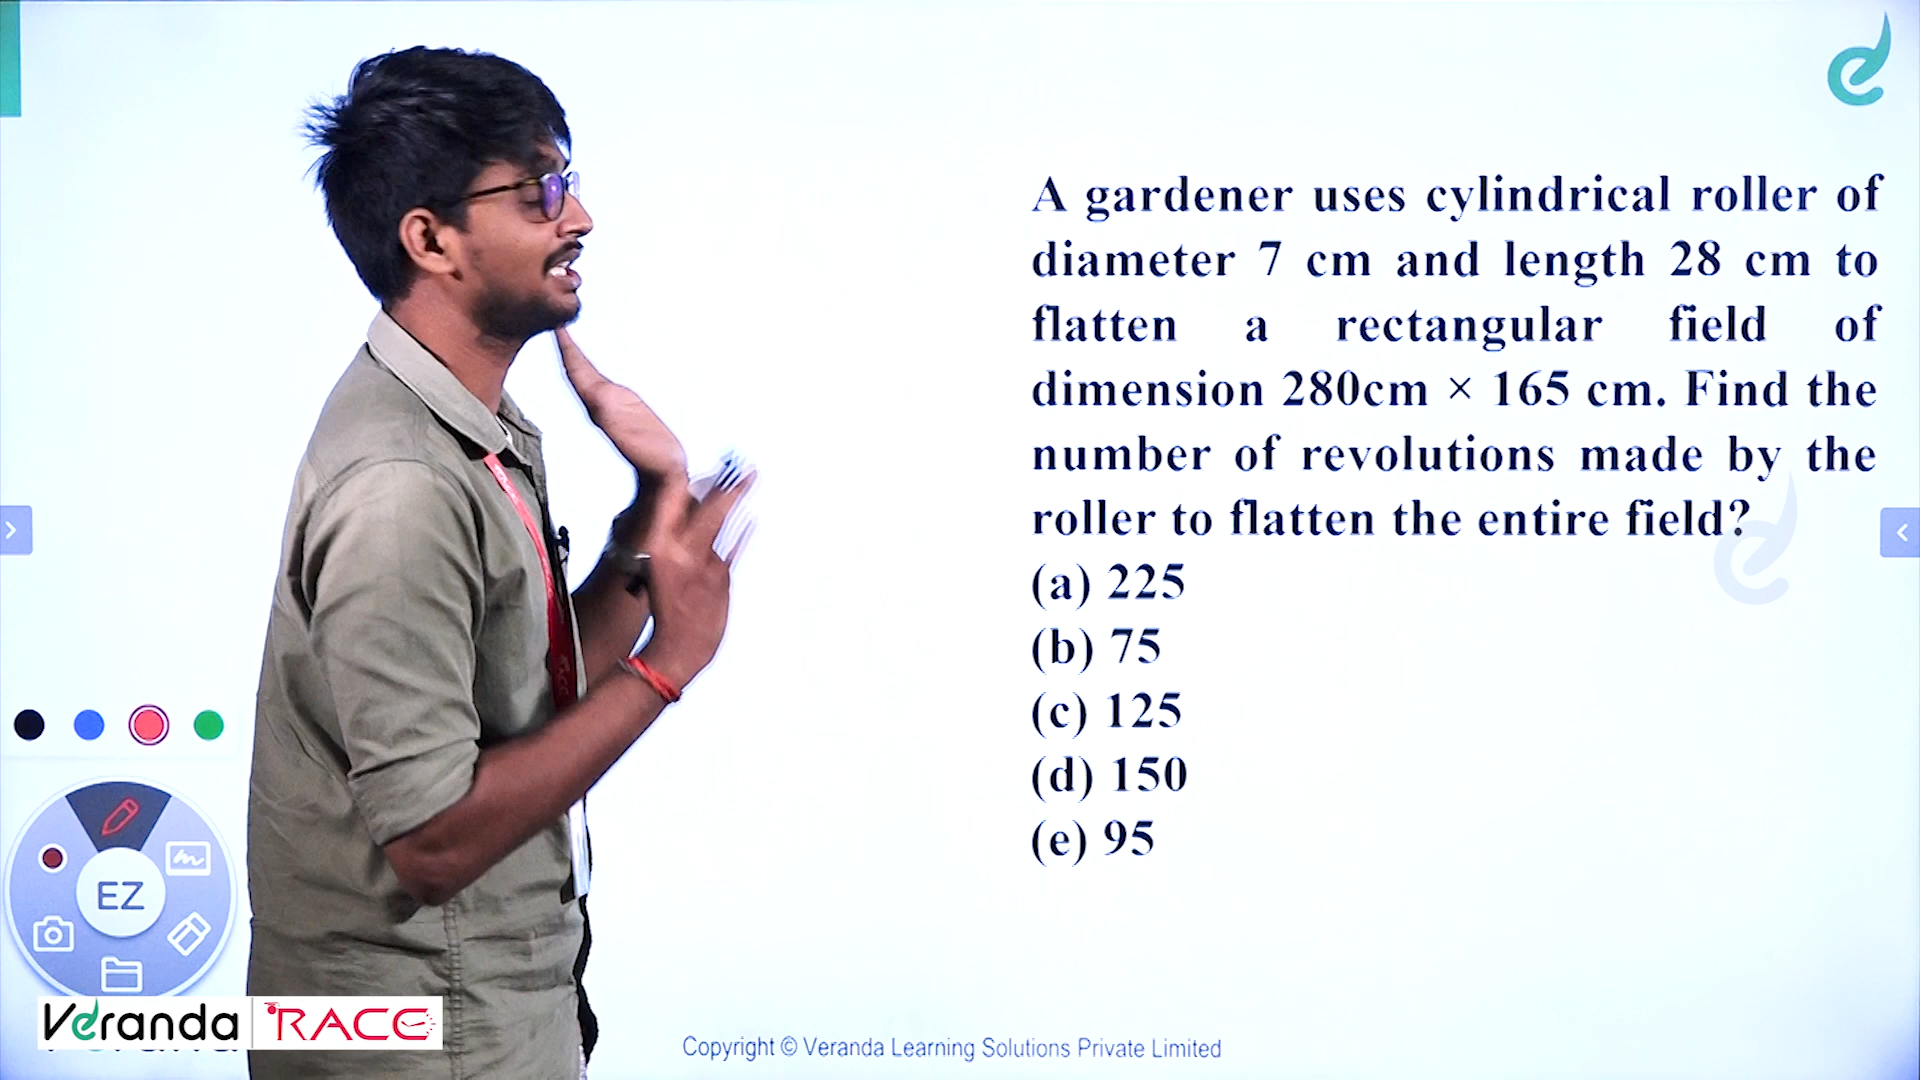 A gardener uses cylindrical roller of
diameter 7 cm and length 28 cm to
flatten a rectangular field of
dimension 280cm × 165 cm. Find the
number of revolutions made by the
roller to flatten the entire field?
(a) 225
(b) 75
(c) 125
(d) 150
(e) 95
EZ
Veranda RACE
Copyright © Veranda Learning Solutions Private Limited